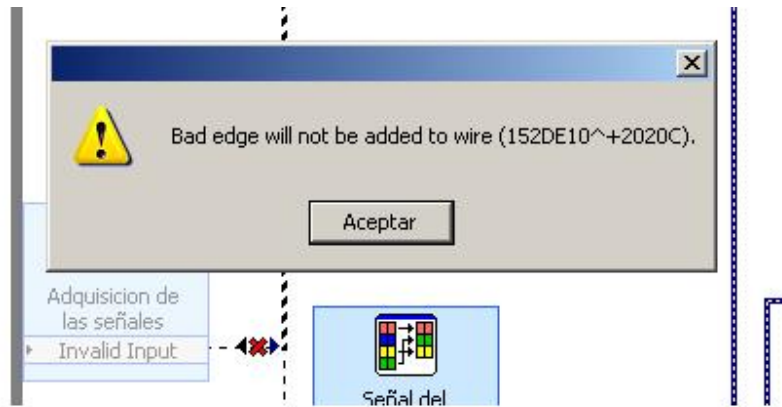 Bad edge will not be added to wire (152DE10^+2020C).
Aceptar
Adquisicion de
las señales
Invalid Input
Señal del